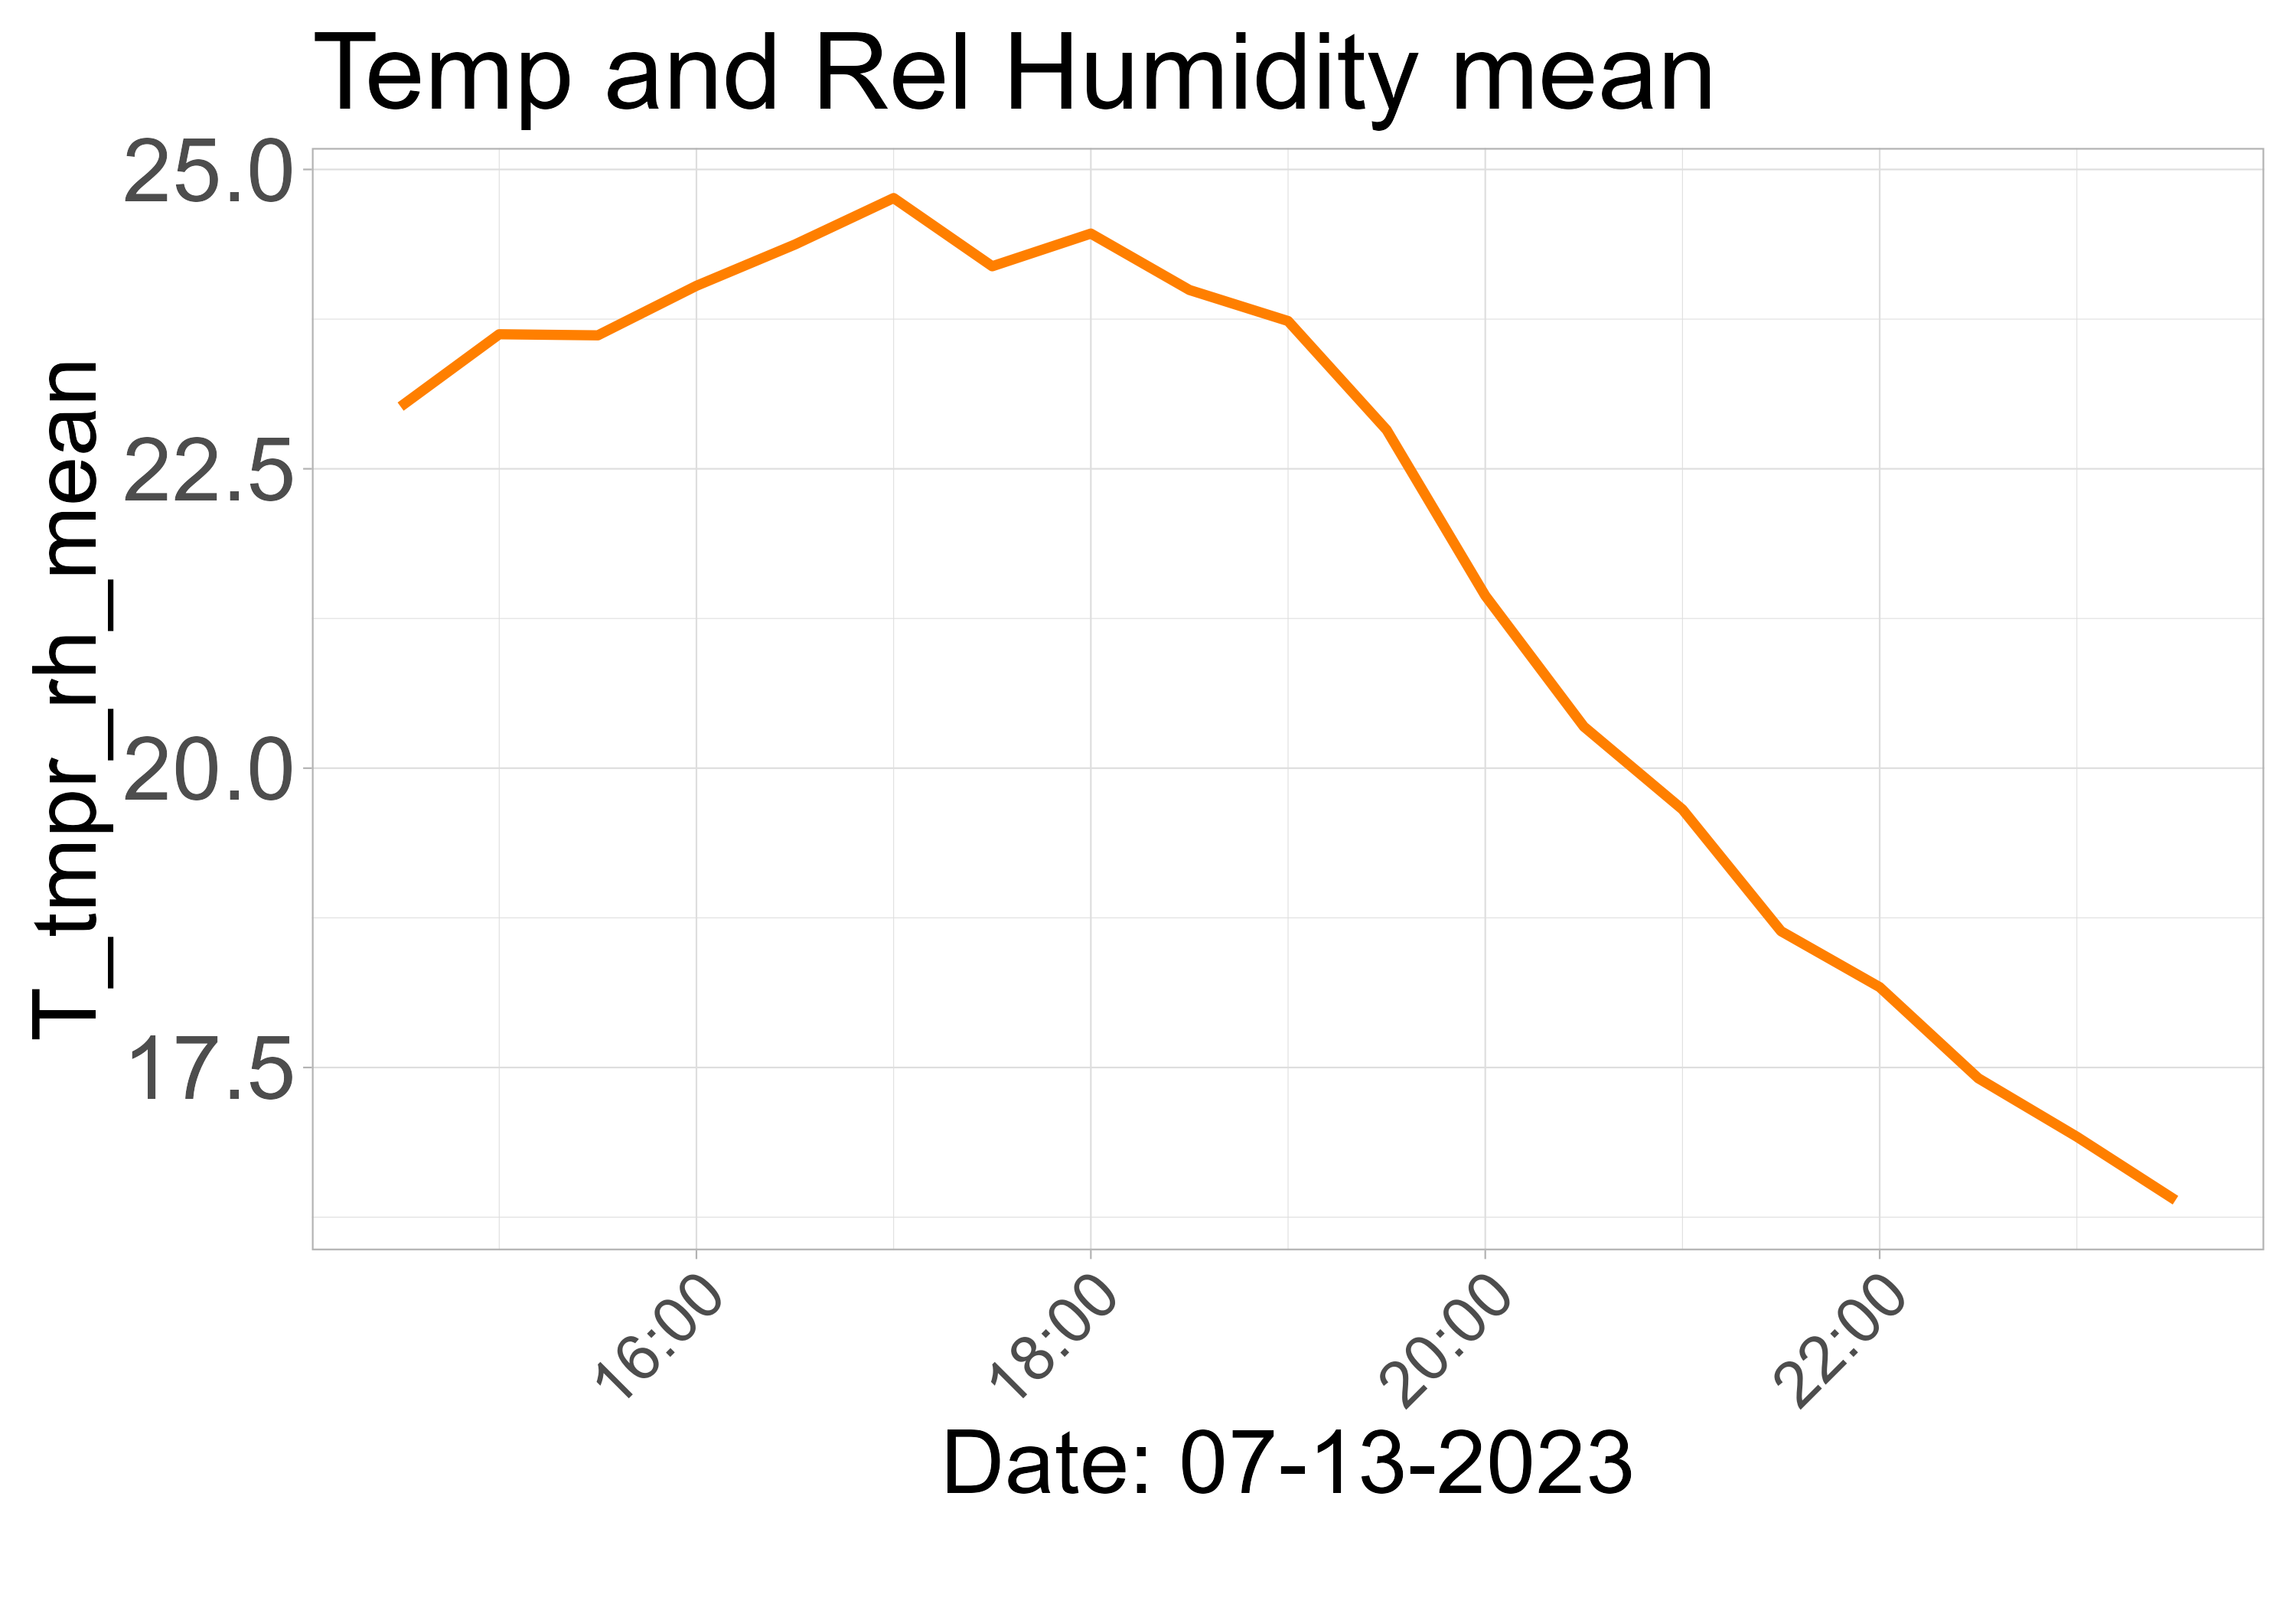 Temp and Rel Humidity mean
25.0
22.5
20.0
17.5
T_tmpr_rh_mean
16:00
18:00
20:00
22:00
Date: 07-13-2023